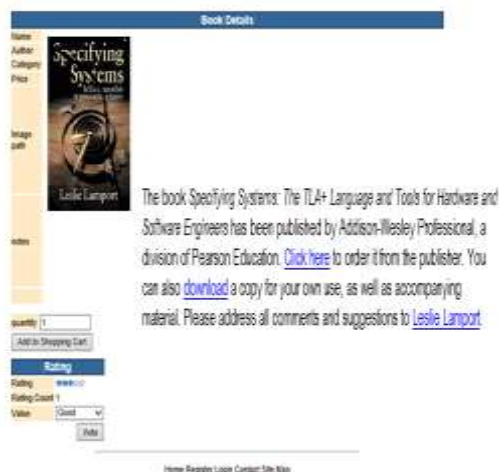 Book Details
Name
Author
Category
Price
Specifying
Systems
Image
path
Leslie Lamport
The book Specifying Systems: The TLA+ Language and Tools for Hardware and
Software Engineers has been published by Addison-Wesley Professional, a
division of Pearson Education. Click here to order it from the publisher. You
can also download a copy for your own use, as well as accompanying
material. Please address all comments and suggestions to Leslie Lamport
notes
quantity 1
Add to Shopping Cart
Rating
Rating
Rating Count 1
Value Good
Vote
Home Register Login Contact Site Map